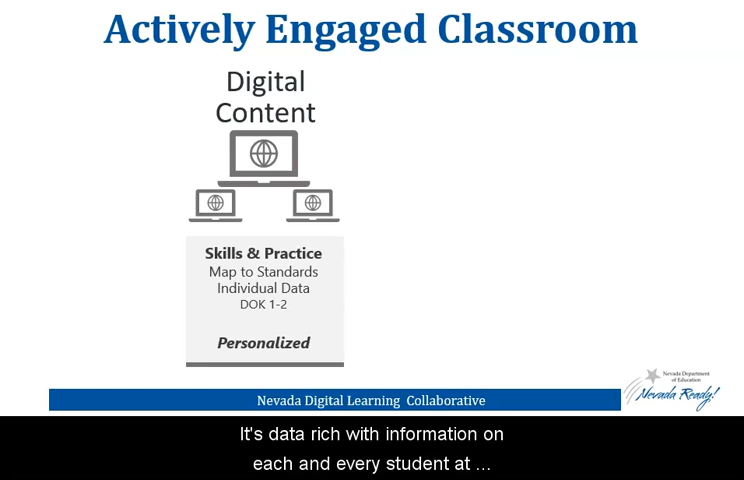 Actively Engaged Classroom
Digital
Content
Skills & Practice
Map to Standards
Individual Data
DOK 1-2
Personalized
Nevada Digital Learning Collaborative
Nevada Department
of Education
Nevada Ready!
It's data rich with information on
each and every student at ...